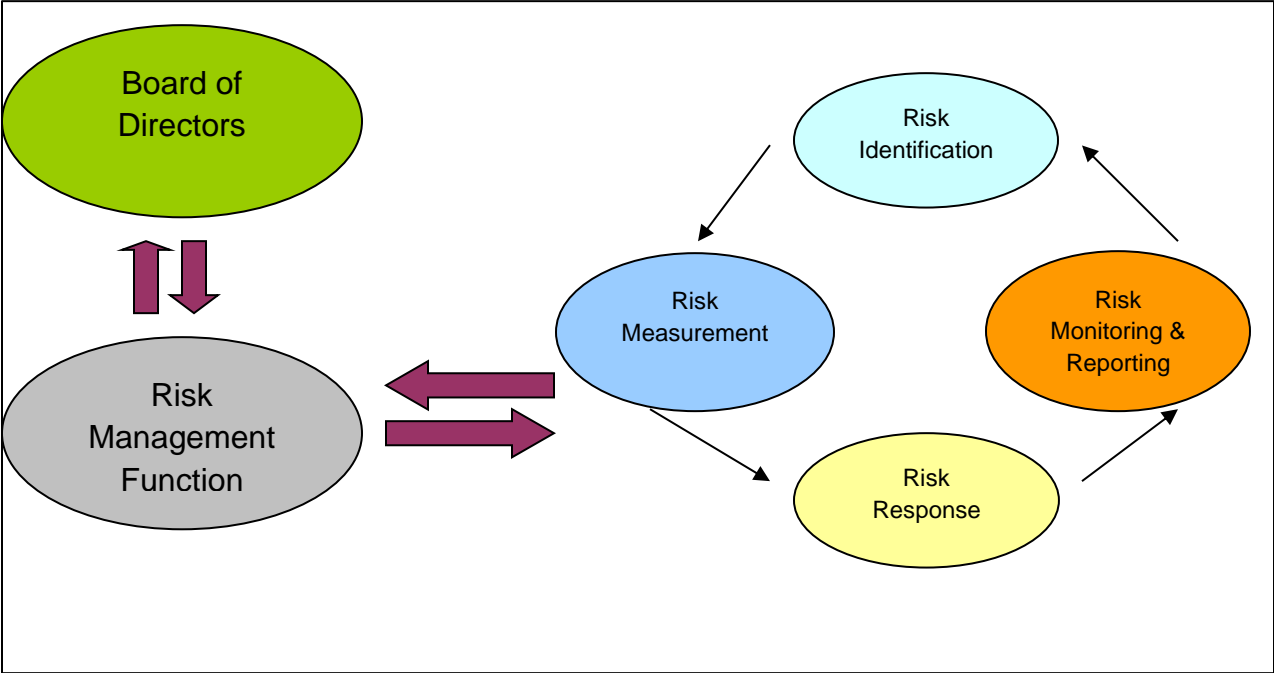 Board of
Directors
Risk
Management
Function
Risk
Identification
Risk
Measurement
Risk
Monitoring &
Reporting
Risk
Response